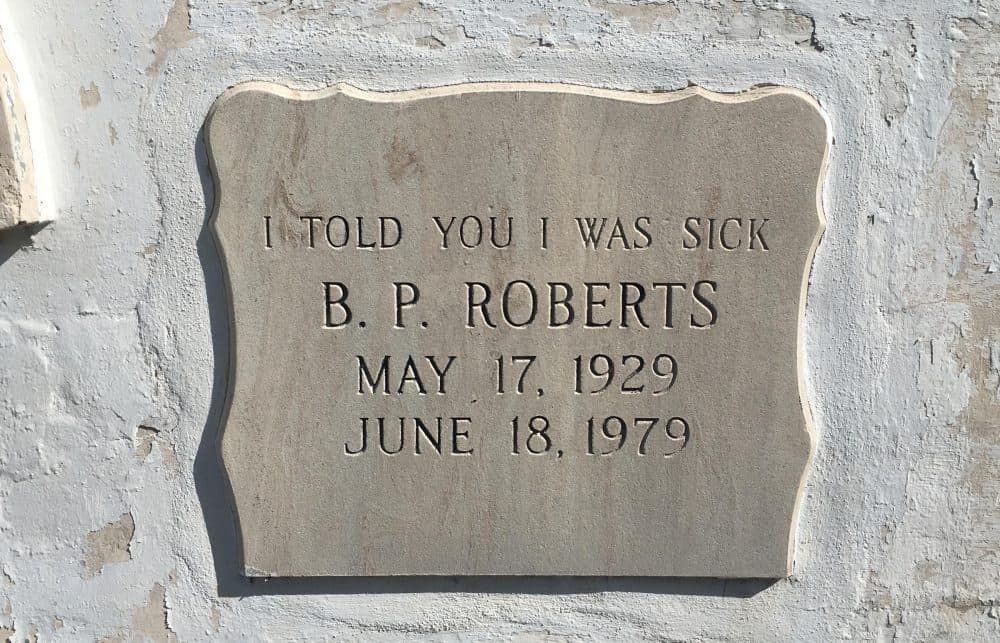 I TOLD YOU I WAS SICK
B. P. ROBERTS
MAY 17, 1929
JUNE 18, 1979